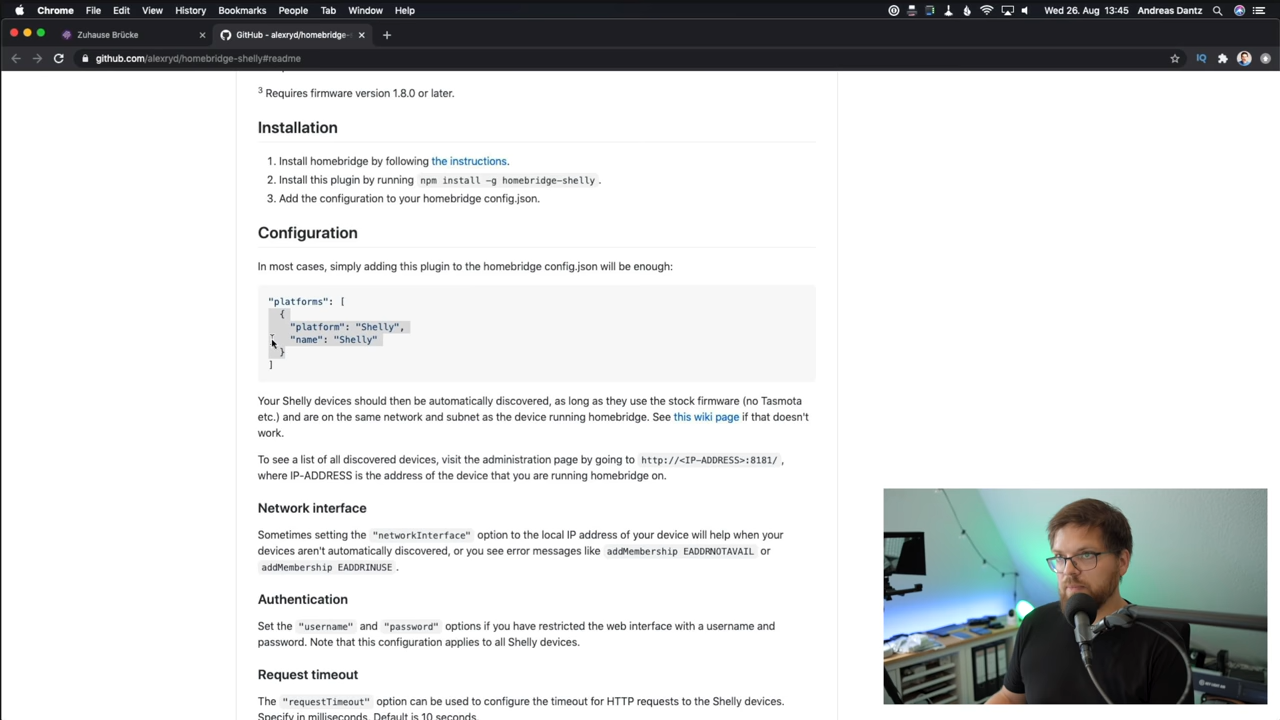 Chrome File Edit View History Bookmarks People Tab Window Help Wed 26. Aug 13:45 Andreas Dantz
Zuhause Brücke GitHub - alexryd/homebridge-
github.com/alexryd/homebridge-shelly#readme IQ
3 Requires firmware version 1.8.0 or later.
Installation
1. Install homebridge by following the instructions.
2. Install this plugin by running npm install -g homebridge-shelly .
3. Add the configuration to your homebridge config.json.
Configuration
In most cases, simply adding this plugin to the homebridge config.json will be enough:
"platforms": [
{
"platform": "Shelly",
"name": "Shelly"
}
]
Your Shelly devices should then be automatically discovered, as long as they use the stock firmware (no Tasmota
etc.) and are on the same network and subnet as the device running homebridge. See this wiki page if that doesn't
work.
To see a list of all discovered devices, visit the administration page by going to http://<IP-ADDRESS>:8181/ ,
where IP-ADDRESS is the address of the device that you are running homebridge on.
Network interface
Sometimes setting the "networkInterface" option to the local IP address of your device will help when your
devices aren't automatically discovered, or you see error messages like addMembership EADDRNOTAVAIL or
addMembership EADDRINUSE .
Authentication
Set the "username" and "password" options if you have restricted the web interface with a username and
password. Note that this configuration applies to all Shelly devices.
Request timeout
The "requestTimeout" option can be used to configure the timeout for HTTP requests to the Shelly devices.
Specify in milliseconds. Default is 10 seconds.